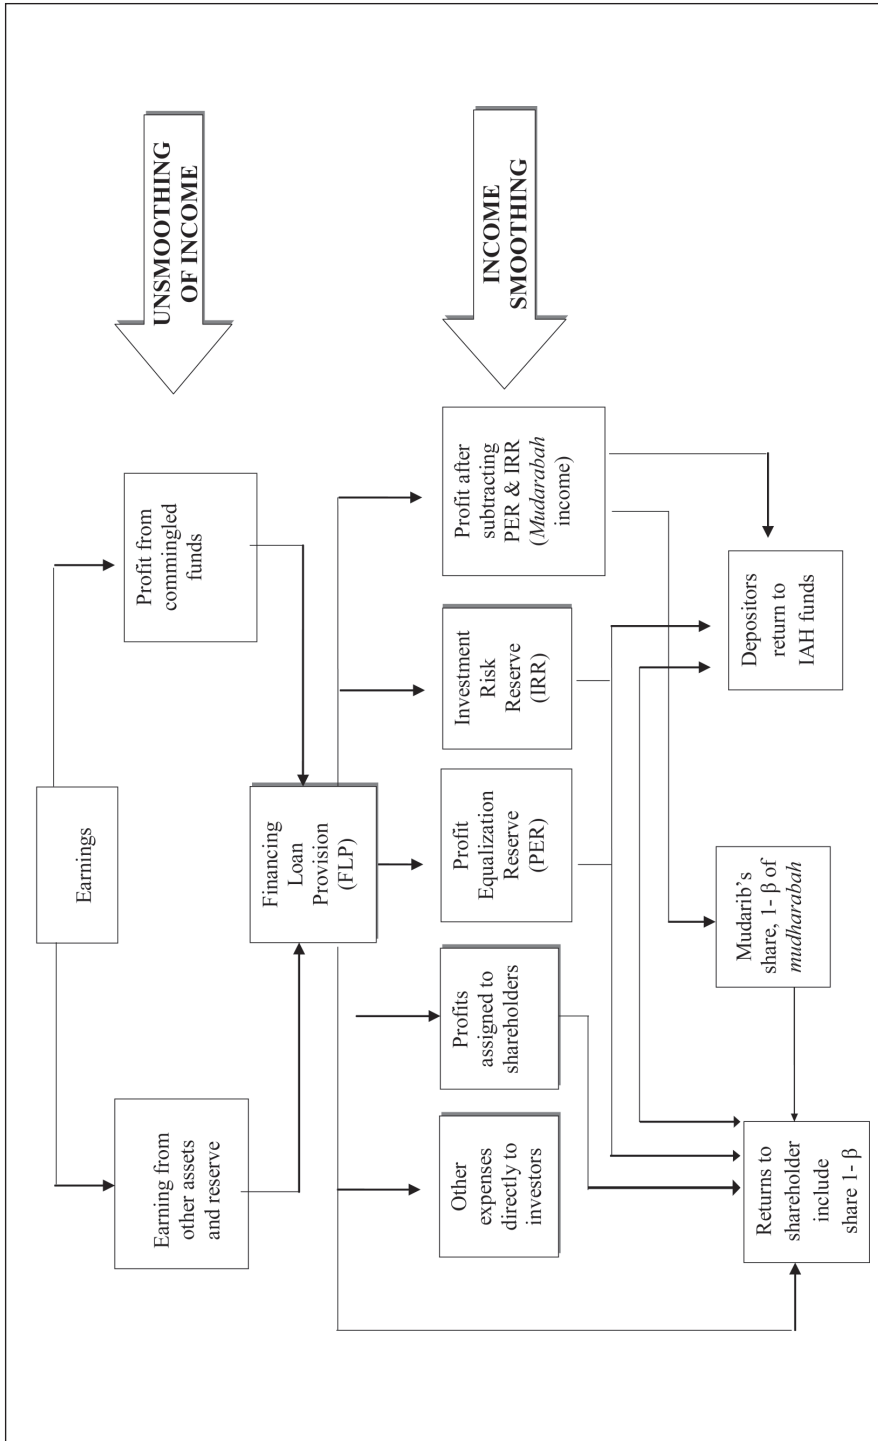 Earnings
Earning from
other assets
and reserve
Profit from
commingled
funds
UNSMOOTHING
OF INCOME
Financing
Loan
Provision
(FLP)
Other
expenses
directly to
investors
Profits
assigned to
shareholders
Profit
Equalization
Reserve
(PER)
Investment
Risk
Reserve
(IRR)
Profit after
subtracting
PER & IRR
(Mudarabah
income)
INCOME
SMOOTHING
Returns to
shareholder
include
share 1- β
Mudarib’s
share, 1- β of
mudharabah
Depositors
return to
IAH funds